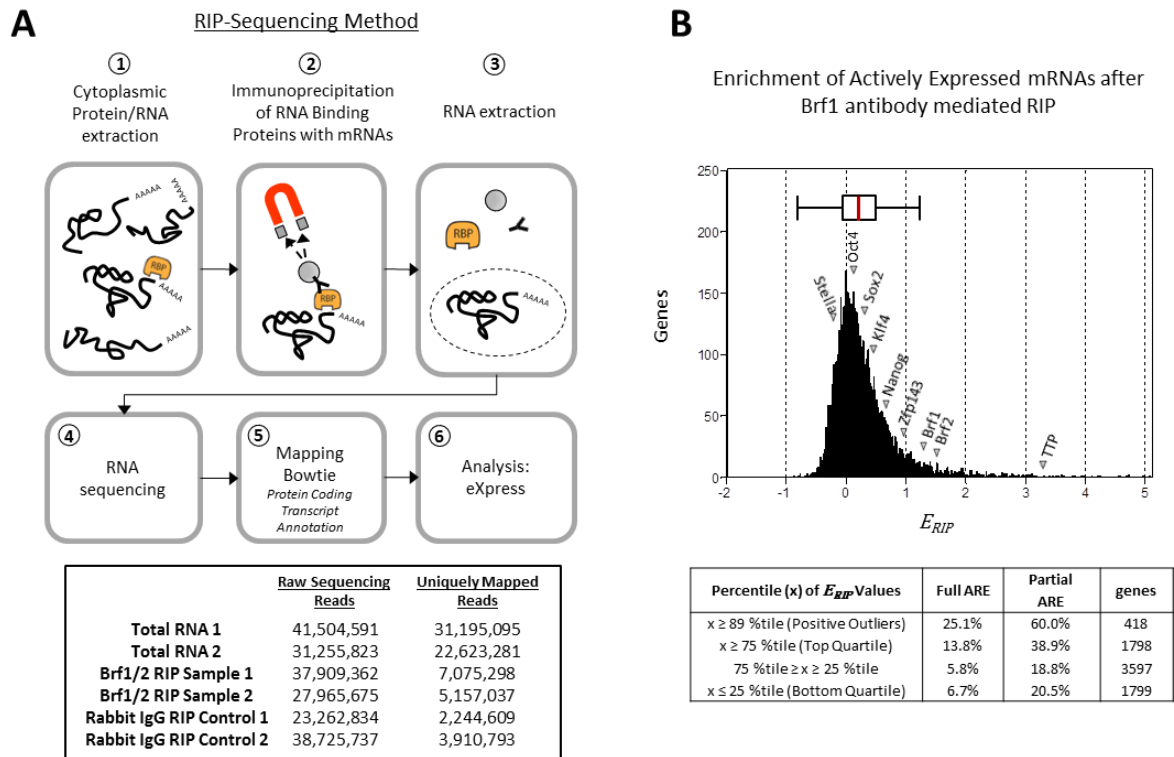 A
RIP-Sequencing Method
1
Cytoplasmic
Protein/RNA
extraction
2
Immunoprecipitation
of RNA Binding
Proteins with mRNAs
3
RNA extraction
AAAAA
AAAAA
RBP
AAAAA
AAAAA
RBP
AAAAA
RBP
AAAAA
4
RNA
sequencing
5
Mapping
Bowtie
Protein Coding
Transcript
Annotation
6
Analysis:
eXpress
Raw Sequencing Reads Uniquely Mapped Reads
Total RNA 1 41,504,591 31,195,095
Total RNA 2 31,255,823 22,623,281
Brf1/2 RIP Sample 1 37,909,362 7,075,298
Brf1/2 RIP Sample 2 27,965,675 5,157,037
Rabbit IgG RIP Control 1 23,262,834 2,244,609
Rabbit IgG RIP Control 2 38,725,737 3,910,793
B
Enrichment of Actively Expressed mRNAs after
Brf1 antibody mediated RIP
250
200
150
100
50
0
Genes
Stella
Oct4
Sox2
Klf4
Nanog
Zfp143
Brf1
Brf2
TTP
-2 -1 0 1 2 3 4 5
E_RIP
Percentile (x) of E_RIP Values Full ARE Partial ARE genes
x ≥ 89 %tile (Positive Outliers) 25.1% 60.0% 418
x ≥ 75 %tile (Top Quartile) 13.8% 38.9% 1798
75 %tile ≥ x ≥ 25 %tile 5.8% 18.8% 3597
x ≤ 25 %tile (Bottom Quartile) 6.7% 20.5% 1799